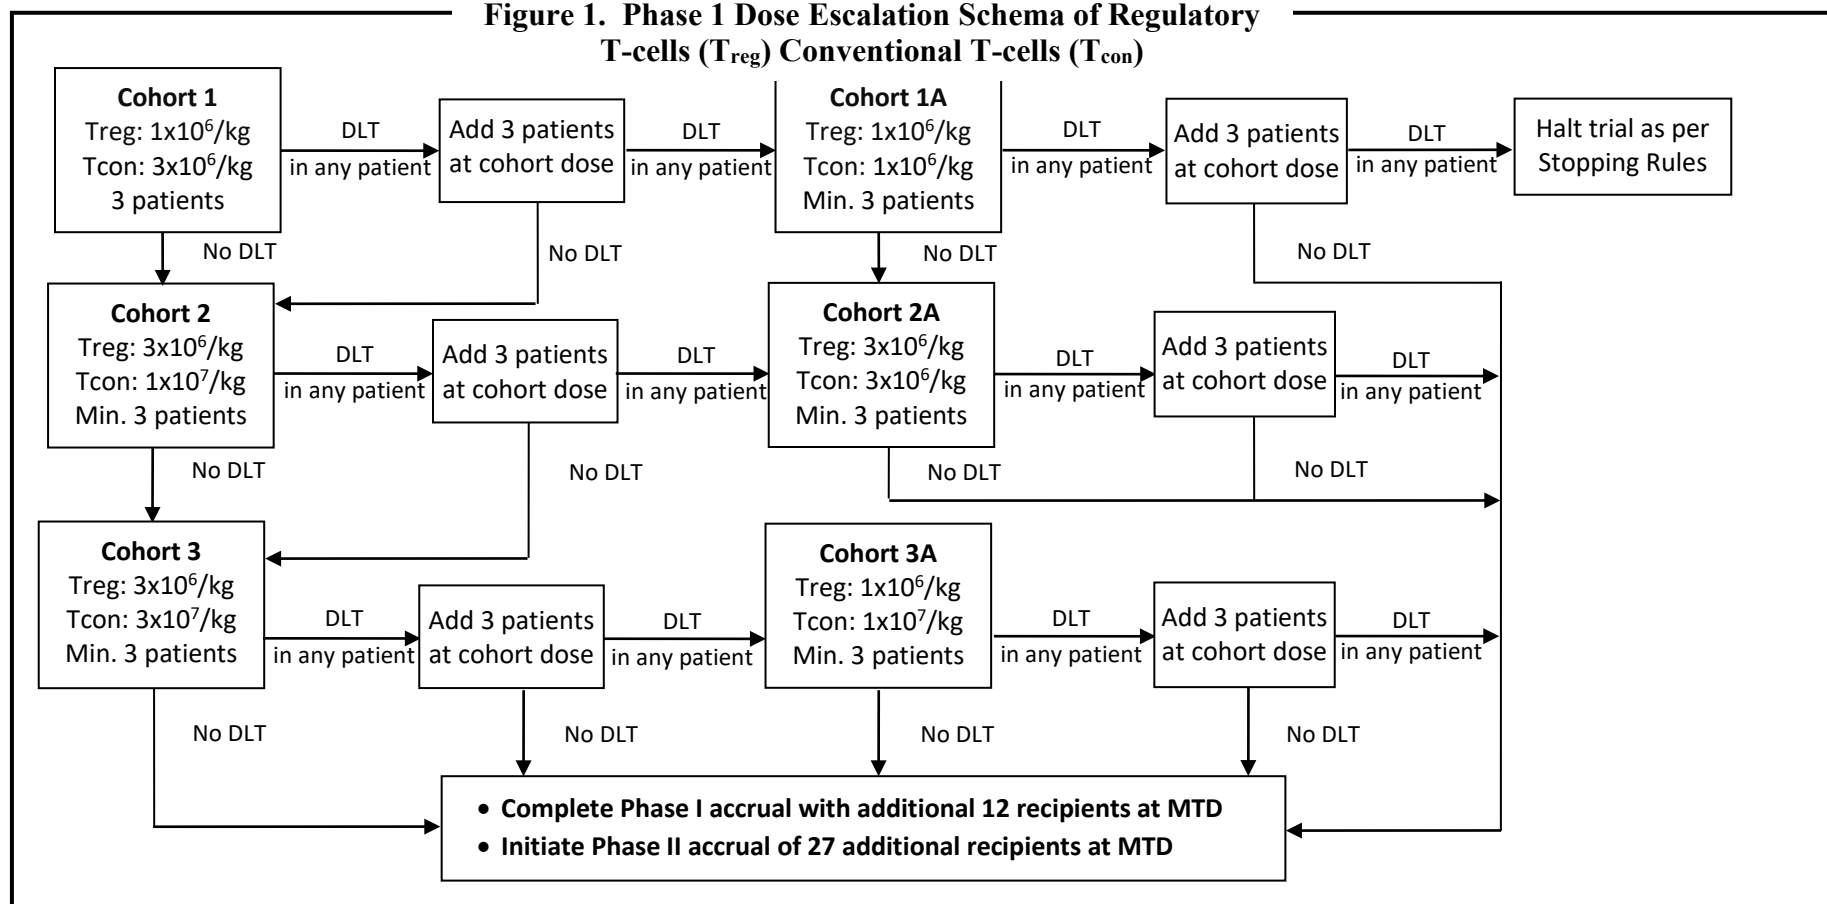 Figure 1.  Phase 1 Dose Escalation Schema of Regulatory
T-cells (Treg) Conventional T-cells (Tcon)
Cohort 1
Treg: 1x10⁶/kg
Tcon: 3x10⁶/kg
3 patients
DLT
in any patient
Add 3 patients
at cohort dose
DLT
in any patient
Cohort 1A
Treg: 1x10⁶/kg
Tcon: 1x10⁶/kg
Min. 3 patients
DLT
in any patient
Add 3 patients
at cohort dose
DLT
in any patient
Halt trial as per
Stopping Rules
No DLT
No DLT
No DLT
No DLT
Cohort 2
Treg: 3x10⁶/kg
Tcon: 1x10⁷/kg
Min. 3 patients
DLT
in any patient
Add 3 patients
at cohort dose
DLT
in any patient
Cohort 2A
Treg: 3x10⁶/kg
Tcon: 3x10⁶/kg
Min. 3 patients
DLT
in any patient
Add 3 patients
at cohort dose
DLT
in any patient
No DLT
No DLT
No DLT
No DLT
Cohort 3
Treg: 3x10⁶/kg
Tcon: 3x10⁷/kg
Min. 3 patients
DLT
in any patient
Add 3 patients
at cohort dose
DLT
in any patient
Cohort 3A
Treg: 1x10⁶/kg
Tcon: 1x10⁷/kg
Min. 3 patients
DLT
in any patient
Add 3 patients
at cohort dose
DLT
in any patient
No DLT
No DLT
No DLT
No DLT
• Complete Phase I accrual with additional 12 recipients at MTD
• Initiate Phase II accrual of 27 additional recipients at MTD